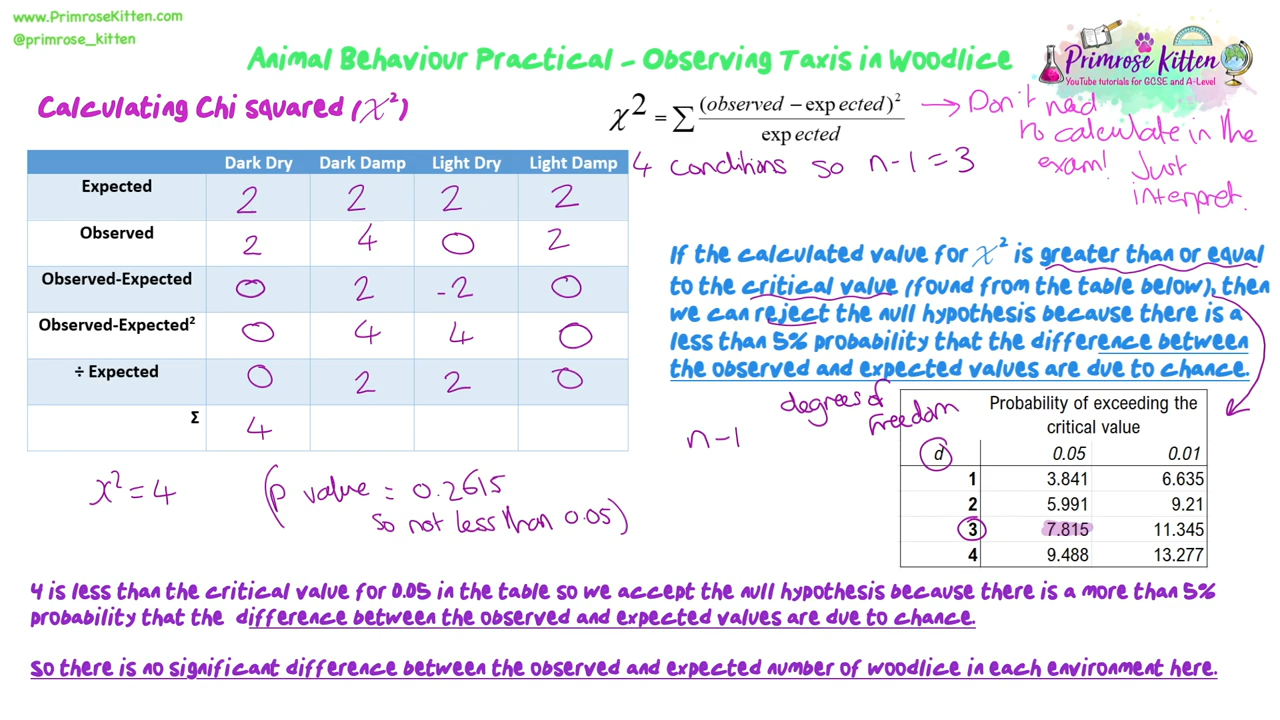 www.PrimroseKitten.com
@primrose_kitten
Animal Behaviour Practical - Observing Taxis in Woodlice
Primrose Kitten
YouTube tutorials for GCSE and A-Level
Calculating Chi squared (χ²)
χ² = ∑ (observed - expected)² / expected
→ Don't need
to calculate in the
exam! Just
interpret.
4 conditions so n-1 = 3
Dark Dry Dark Damp Light Dry Light Damp
Expected 2 2 2 2
Observed 2 4 0 2
Observed-Expected 0 2 -2 0
Observed-Expected² 0 4 4 0
÷ Expected 0 2 2 0
Σ 4
x² = 4
(p value = 0.2615
so not less than 0.05)
If the calculated value for χ² is greater than or equal
to the critical value (found from the table below), then
we can reject the null hypothesis because there is a
less than 5% probability that the difference between
the observed and expected values are due to chance.
degrees of
freedom
n-1
Probability of exceeding the
critical value
d 0.05 0.01
1 3.841 6.635
2 5.991 9.21
3 7.815 11.345
4 9.488 13.277
4 is less than the critical value for 0.05 in the table so we accept the null hypothesis because there is a more than 5%
probability that the difference between the observed and expected values are due to chance.
So there is no significant difference between the observed and expected number of woodlice in each environment here.